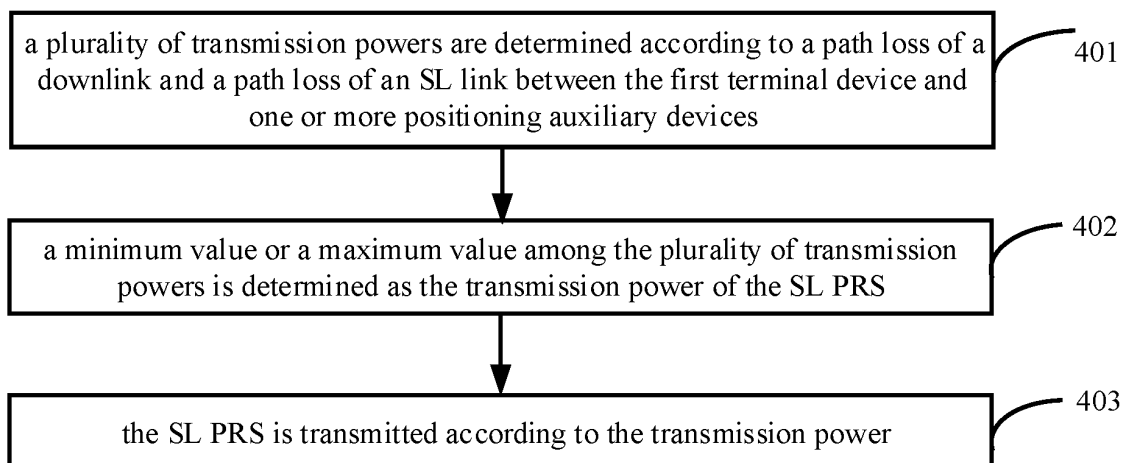 a plurality of transmission powers are determined according to a path loss of a
downlink and a path loss of an SL link between the first terminal device and
one or more positioning auxiliary devices
401
a minimum value or a maximum value among the plurality of transmission
powers is determined as the transmission power of the SL PRS
402
the SL PRS is transmitted according to the transmission power
403